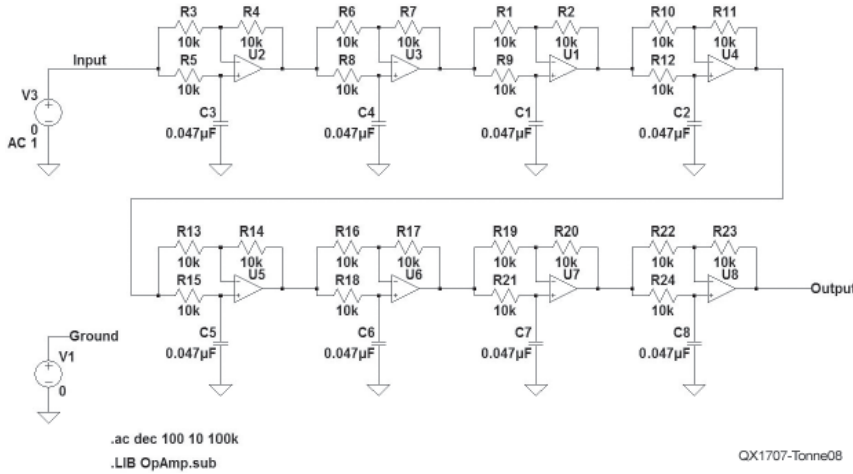 R3 R4 R6 R7 R1 R2 R10 R11
10k 10k 10k 10k 10k 10k 10k 10k
Input R5 U2 R8 U3 R9 U1 R12 U4
10k 10k 10k 10k
V3
C3 C4 C1 C2
0
0.047µF 0.047µF 0.047µF 0.047µF
AC 1
R13 R14 R16 R17 R19 R20 R22 R23
10k 10k 10k 10k 10k 10k 10k 10k
R15 U5 R18 U6 R21 U7 R24 U8
Output
10k 10k 10k 10k
Ground
C5 C6 C7 C8
V1
0.047µF 0.047µF 0.047µF 0.047µF
0
.ac dec 100 10 100k
.LIB OpAmp.sub
QX1707-Tonne08